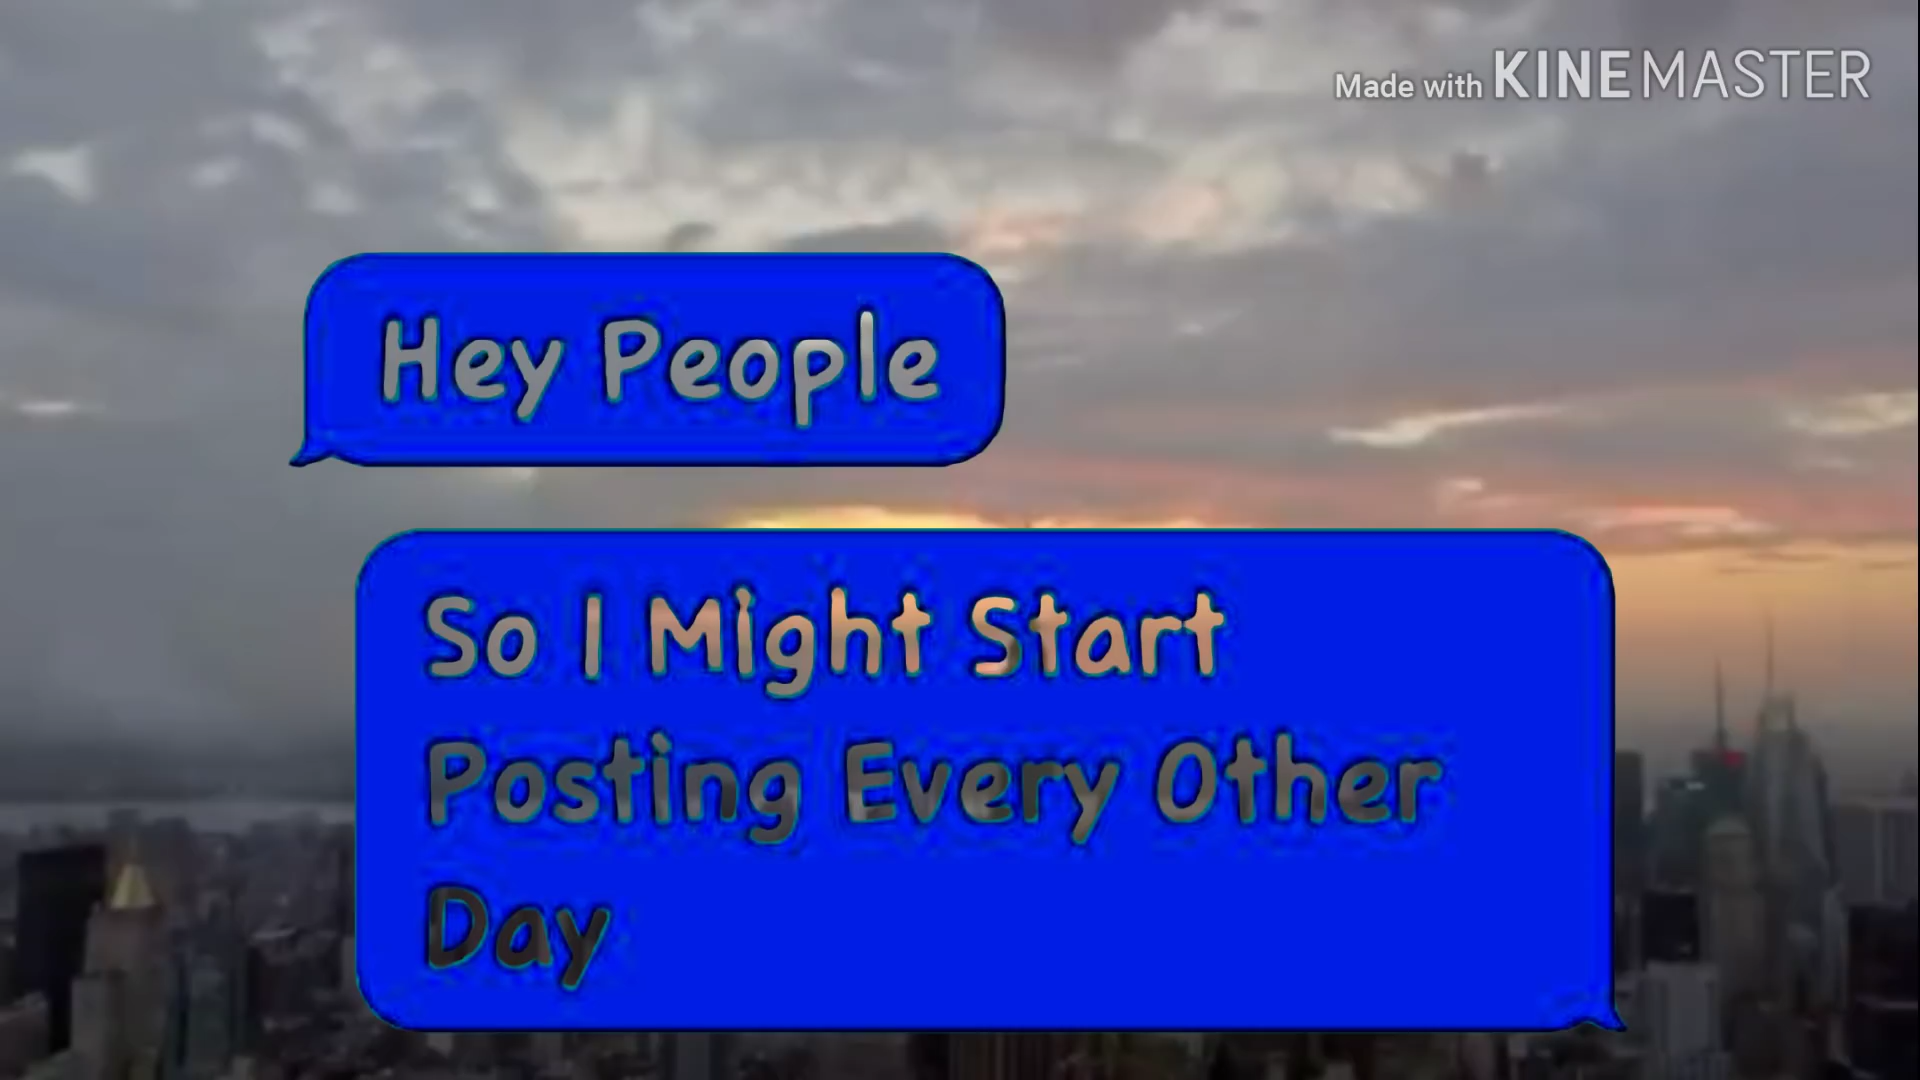 Made with KINEMASTER
Hey People
So I Might Start
Posting Every Other
Day